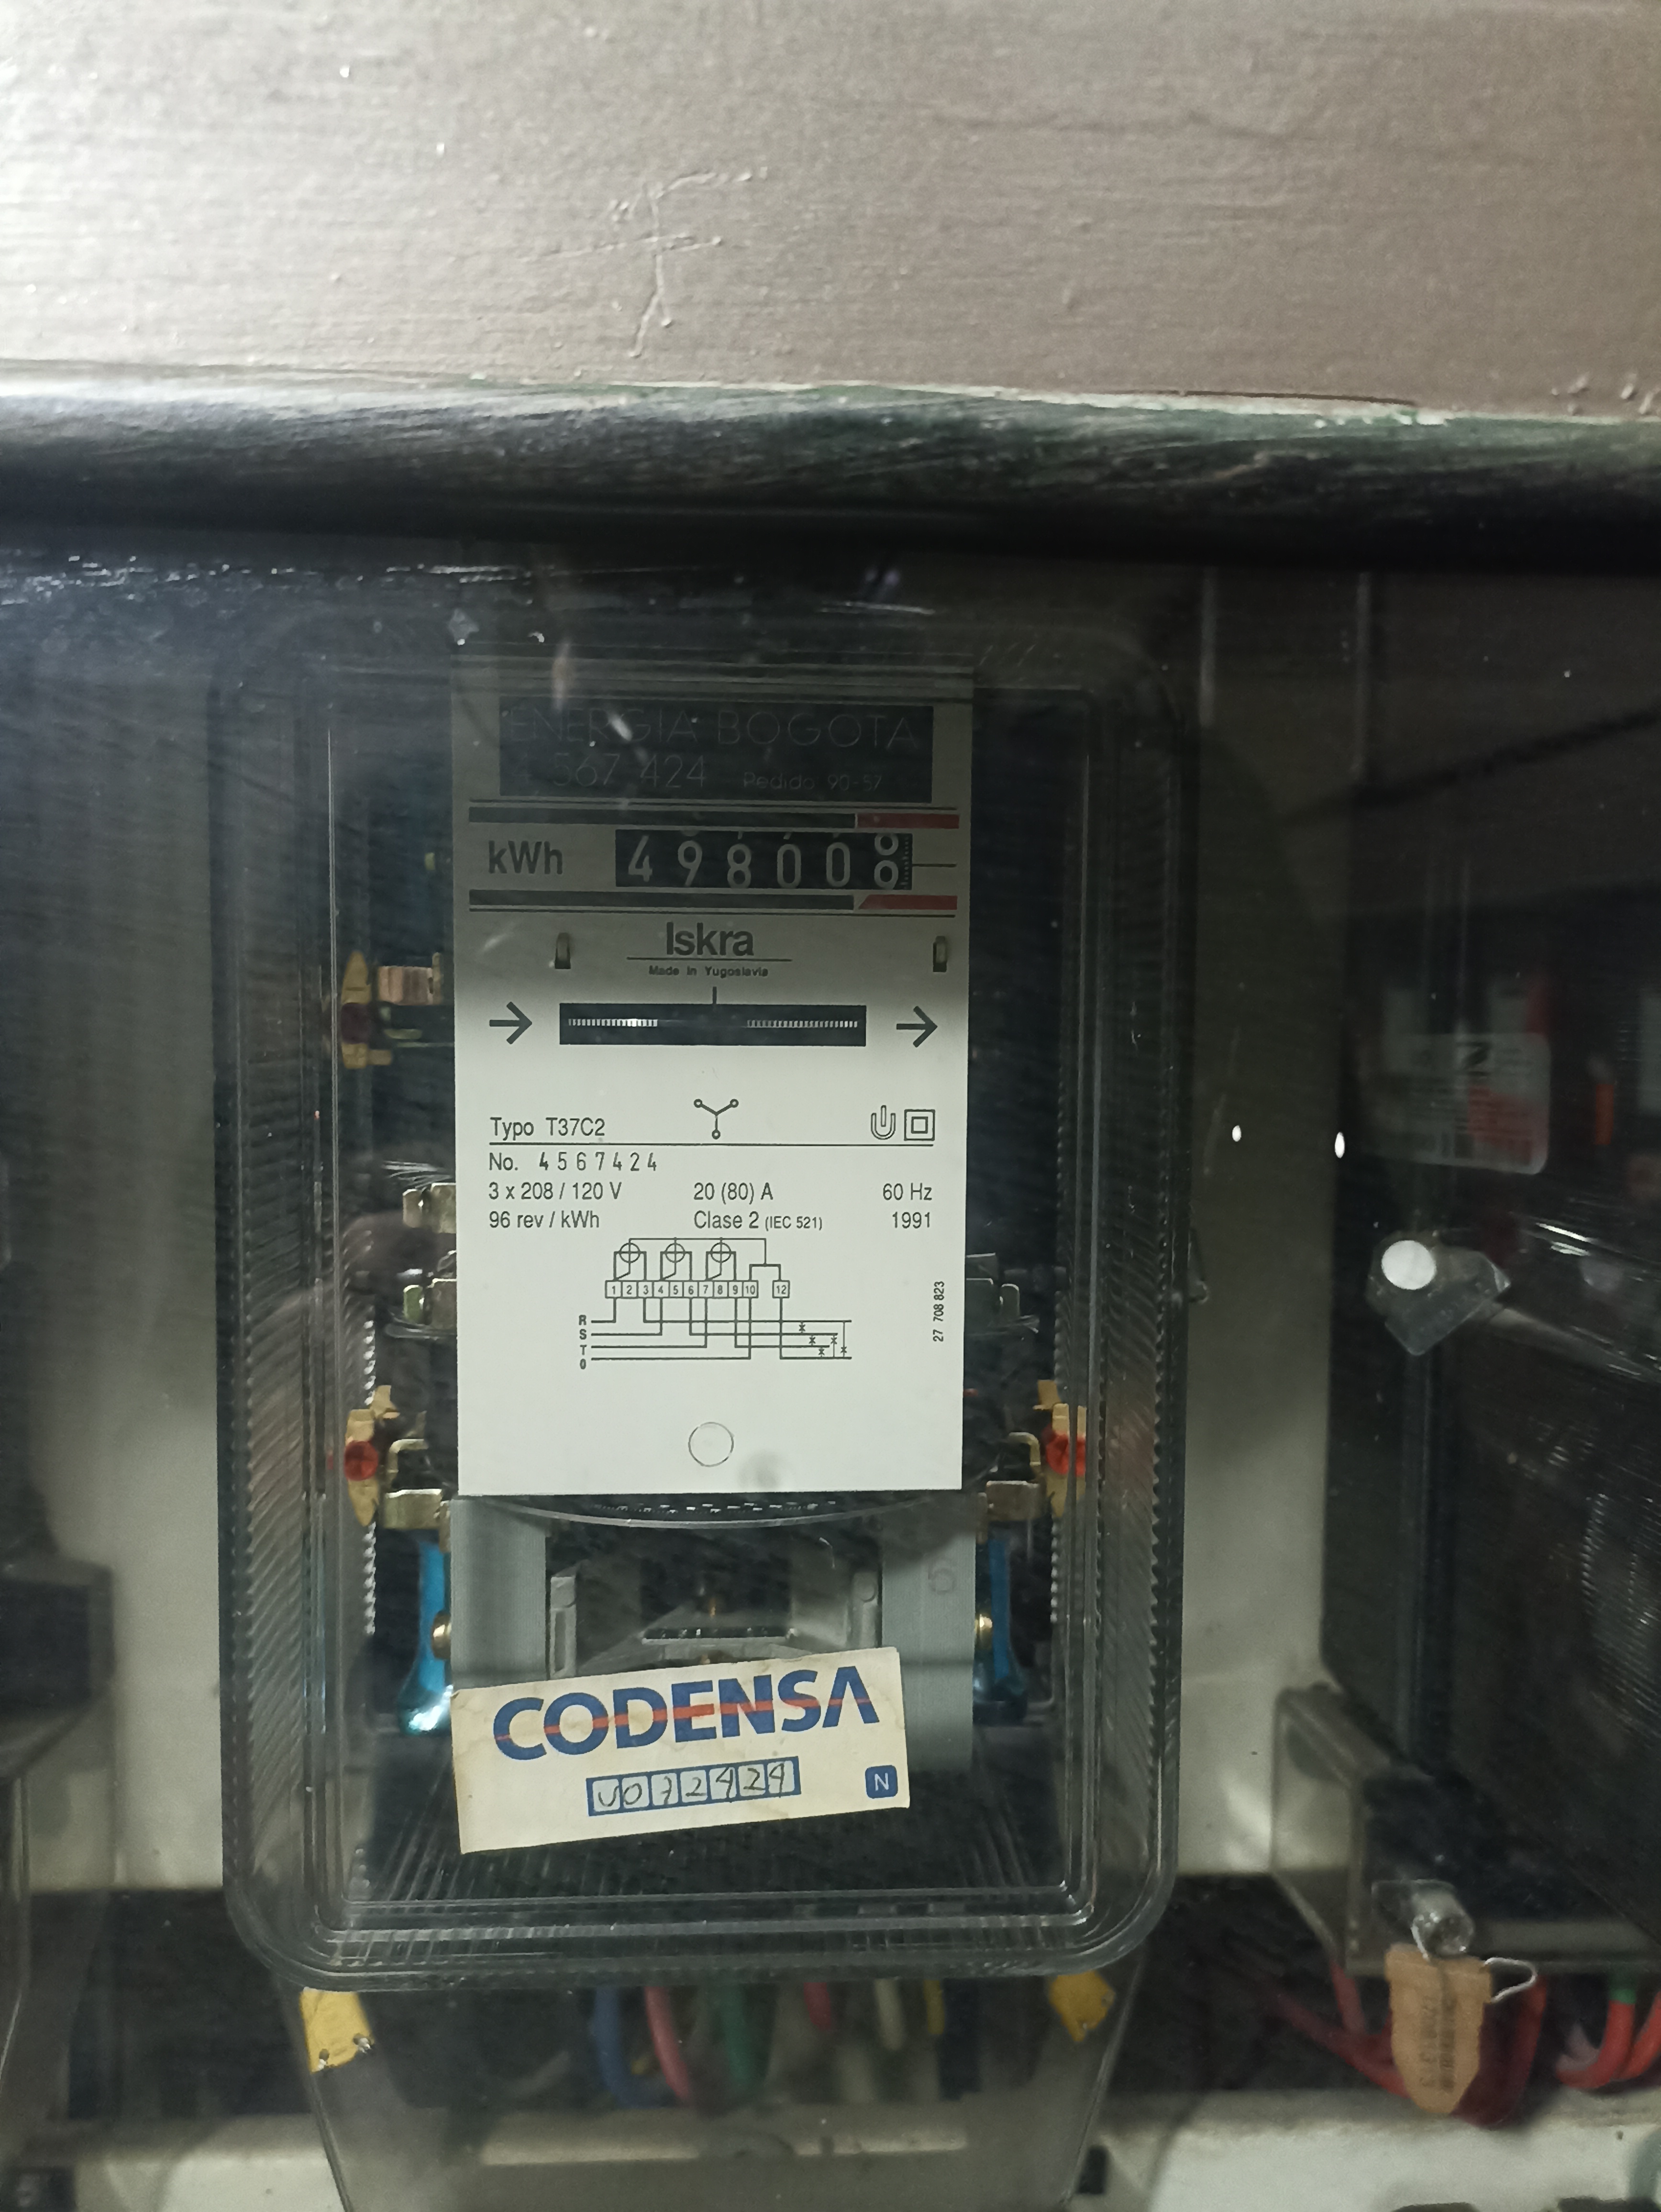 ENERGIA BOGOTA
567 424 Pedido 90-57
kWh 49800
Iskra
Made in Yugoslavia
Typo T37C2
No. 4567424
3 x 208 / 120 V 20 (80) A 60 Hz
96 rev / kWh Clase 2 (IEC 521) 1991
1 2 3 4 5 6 7 8 9 10 12
R
S
T
0
27 708 823
6
CODENSA
N